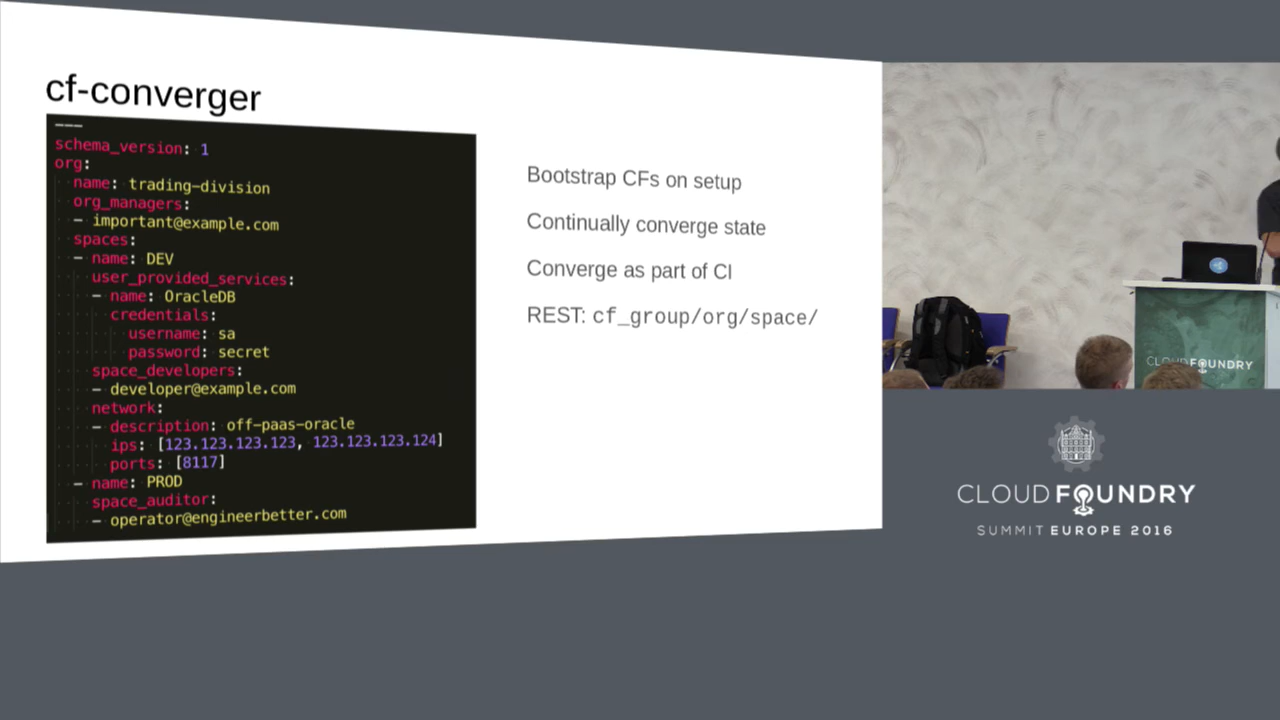 cf-converger
---
schema_version: 1
org:
name: trading-division
org_managers:
- important@example.com
spaces:
- name: DEV
user_provided_services:
- name: OracleDB
credentials:
username: sa
password: secret
space_developers:
- developer@example.com
network:
- description: off-paas-oracle
ips: [123.123.123.123, 123.123.123.124]
ports: [8117]
- name: PROD
space_auditor:
- operator@engineerbetter.com
Bootstrap CFs on setup
Continually converge state
Converge as part of CI
REST: cf_group/org/space/
CLOUD FOUNDRY
CLOUD FOUNDRY
SUMMIT EUROPE 2016